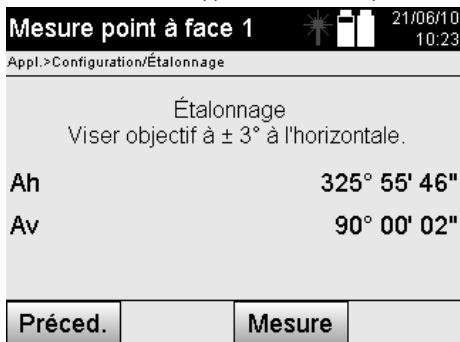 Mesure point à face 1
21/06/10
10:23
Appl.>Configuration/Étalonnage
Étalonnage
Viser objectif à ± 3° à l'horizontale.
Ah 325° 55' 46"
Av 90° 00' 02"
Précéd. Mesure